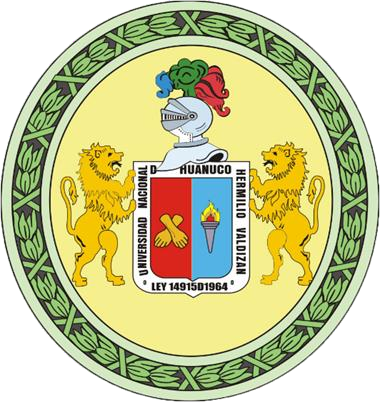 UNIVERSIDAD NACIONAL
D HUANUCO
HERMILIO VALDIZAN
LEY 14915D1964